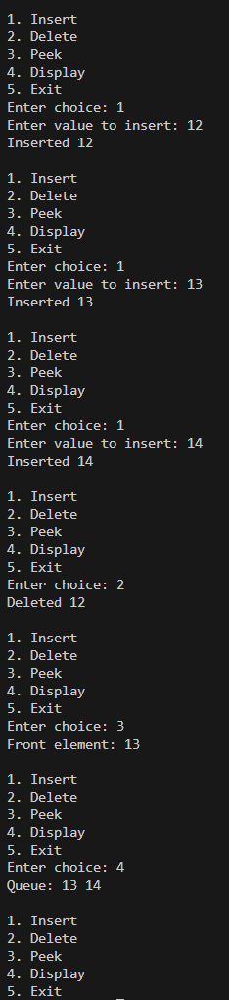 1. Insert
2. Delete
3. Peek
4. Display
5. Exit
Enter choice: 1
Enter value to insert: 12
Inserted 12

1. Insert
2. Delete
3. Peek
4. Display
5. Exit
Enter choice: 1
Enter value to insert: 13
Inserted 13

1. Insert
2. Delete
3. Peek
4. Display
5. Exit
Enter choice: 1
Enter value to insert: 14
Inserted 14

1. Insert
2. Delete
3. Peek
4. Display
5. Exit
Enter choice: 2
Deleted 12

1. Insert
2. Delete
3. Peek
4. Display
5. Exit
Enter choice: 3
Front element: 13

1. Insert
2. Delete
3. Peek
4. Display
5. Exit
Enter choice: 4
Queue: 13 14

1. Insert
2. Delete
3. Peek
4. Display
5. Exit